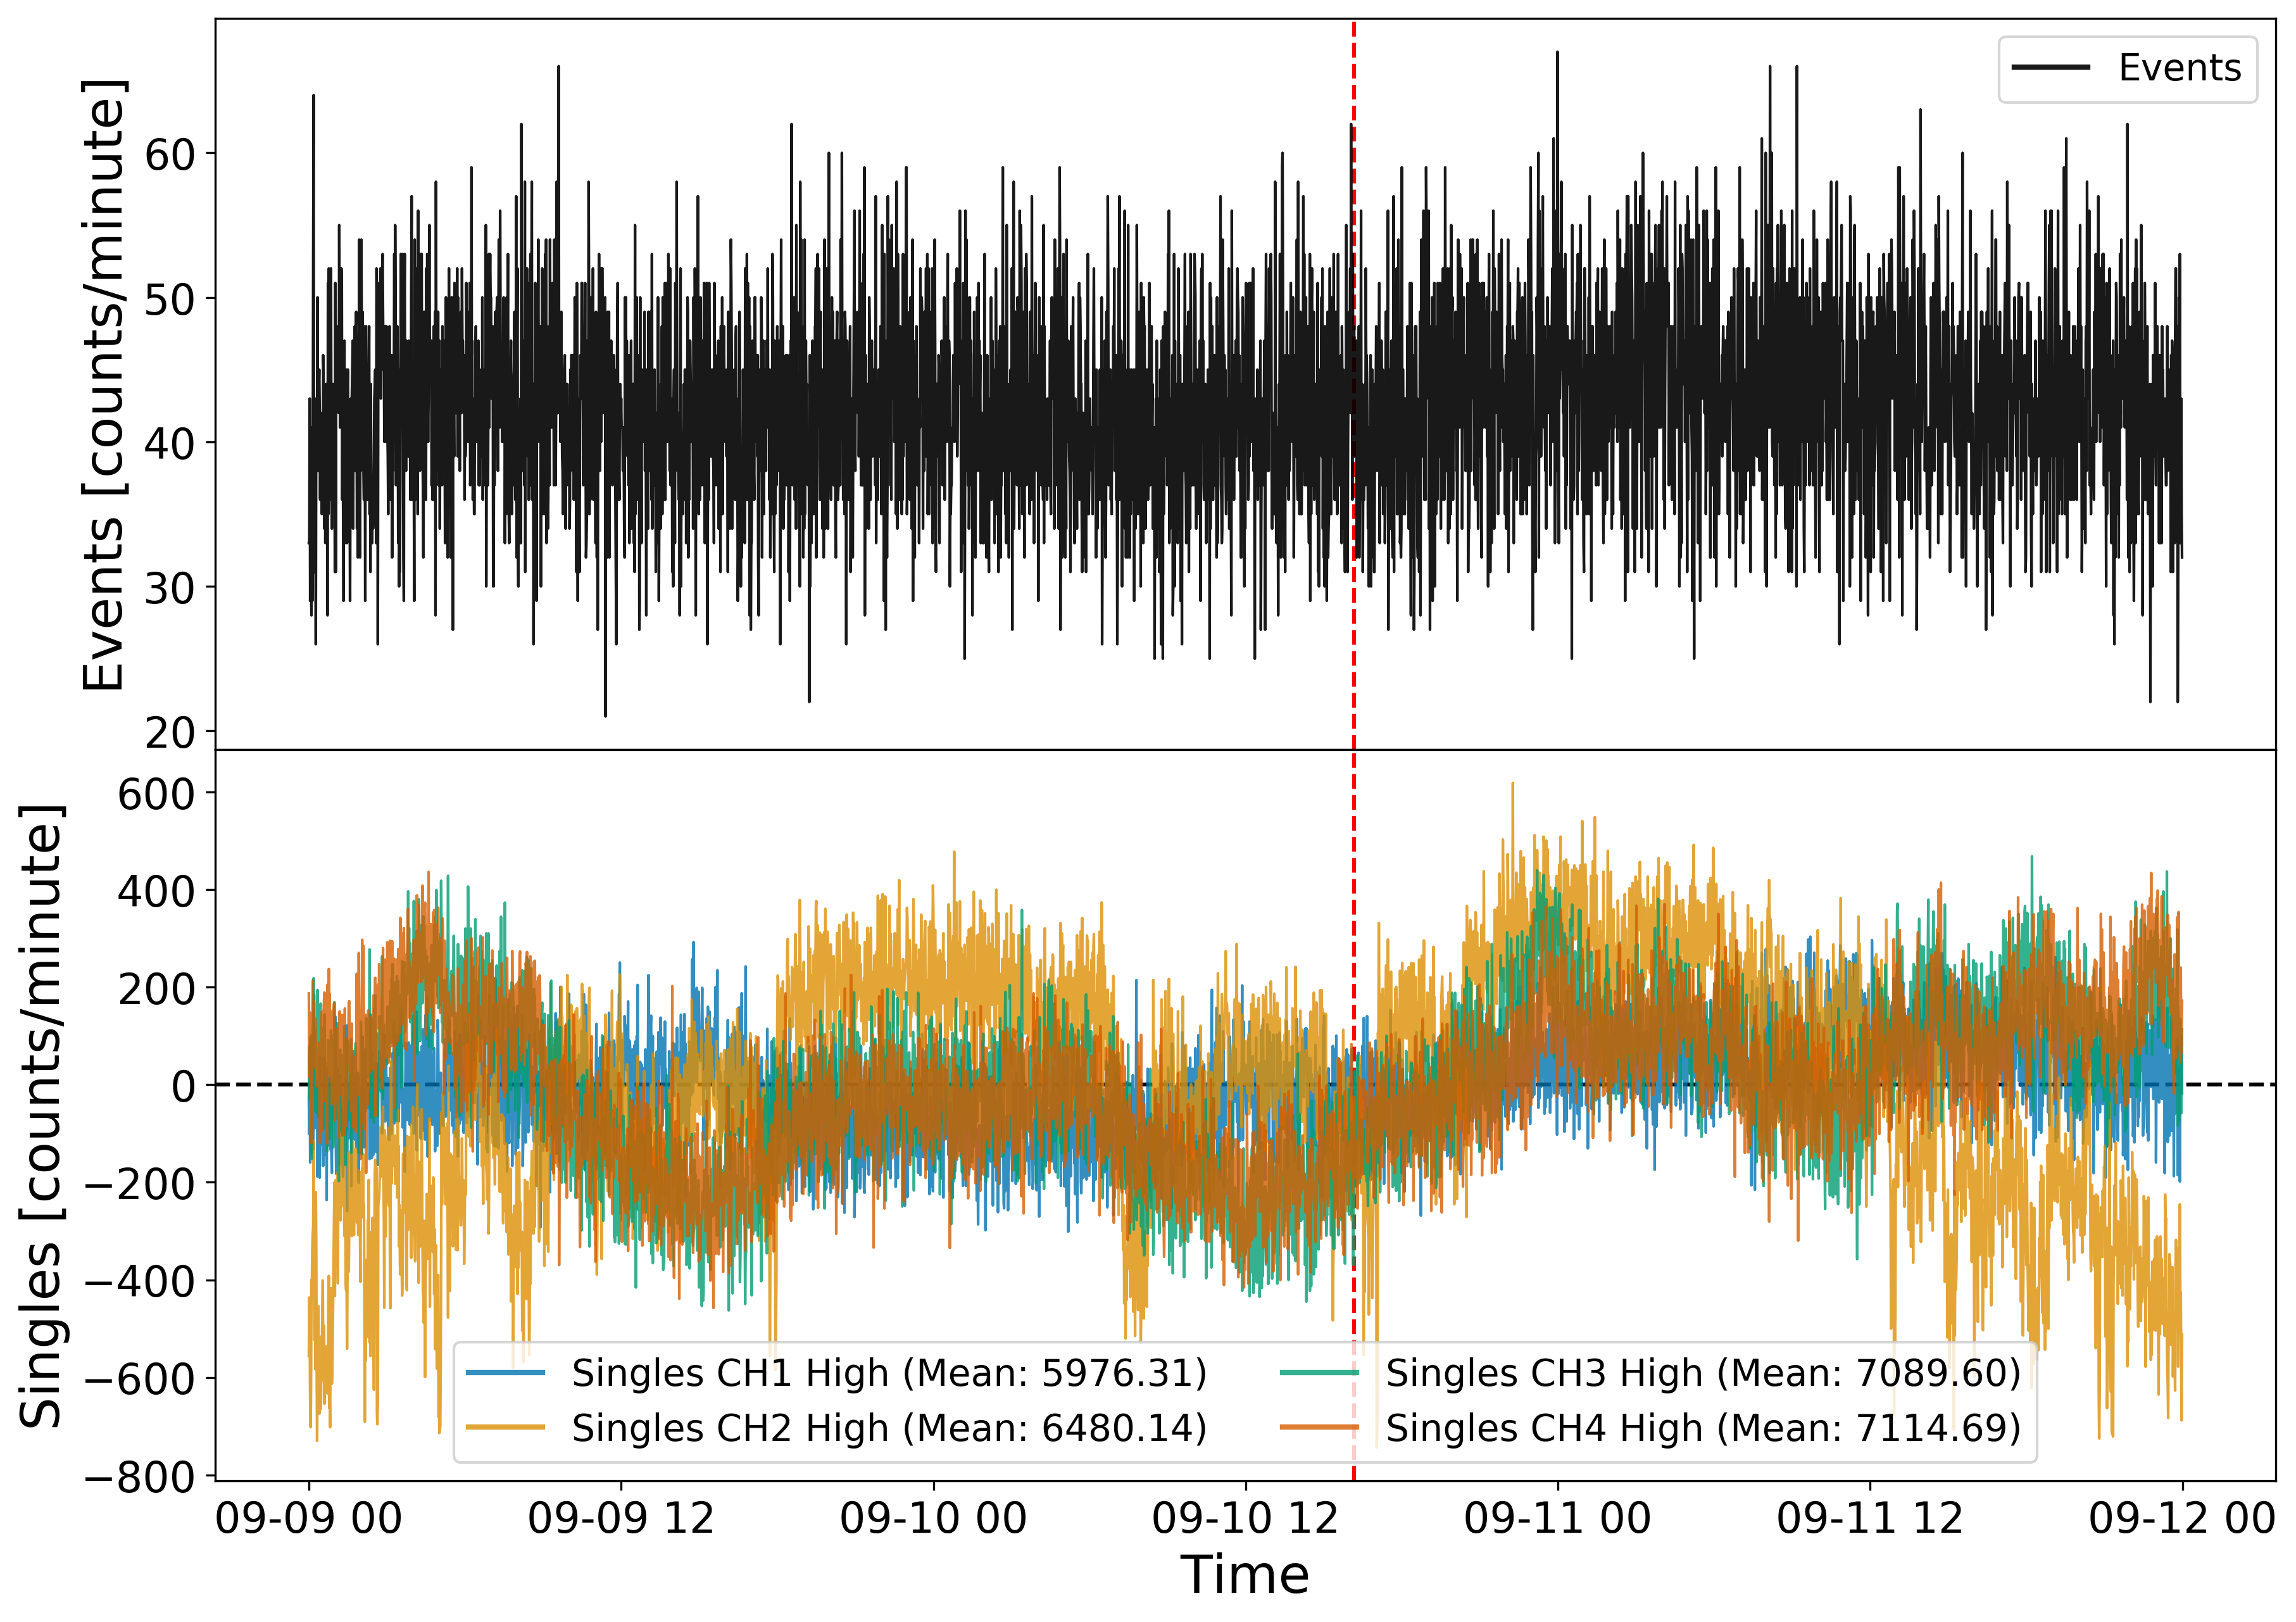 Events
Events [counts/minute]
60
50
40
30
20
Singles [counts/minute]
600
400
200
0
−200
−400
−600
−800
Singles CH1 High (Mean: 5976.31)
Singles CH2 High (Mean: 6480.14)
Singles CH3 High (Mean: 7089.60)
Singles CH4 High (Mean: 7114.69)
09-09 00
09-09 12
09-10 00
09-10 12
09-11 00
09-11 12
09-12 00
Time